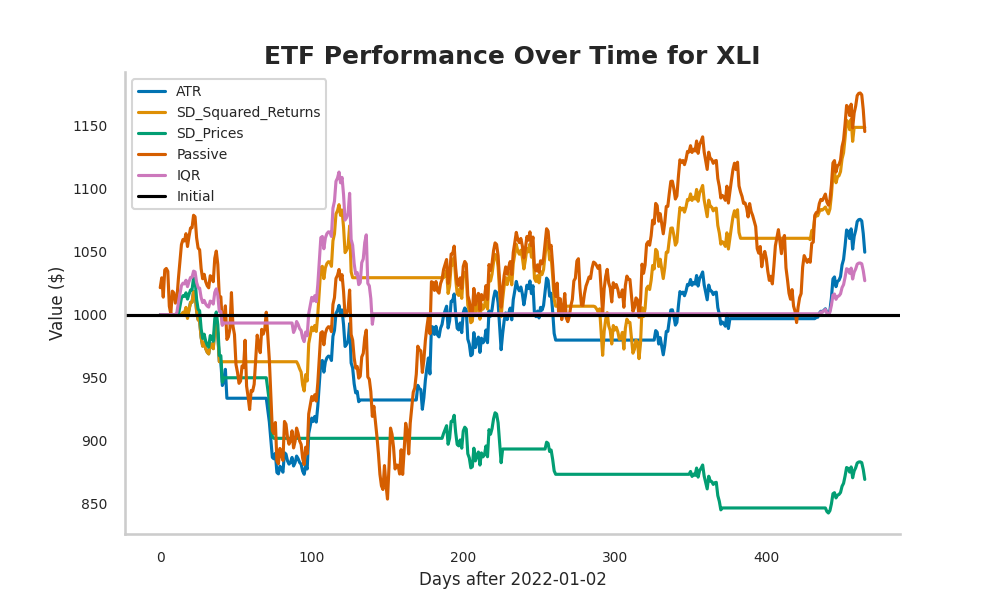 ETF Performance Over Time for XLI
ATR
SD_Squared_Returns
SD_Prices
Passive
IQR
Initial
Value ($)
1150
1100
1050
1000
950
900
850
0 100 200 300 400
Days after 2022-01-02